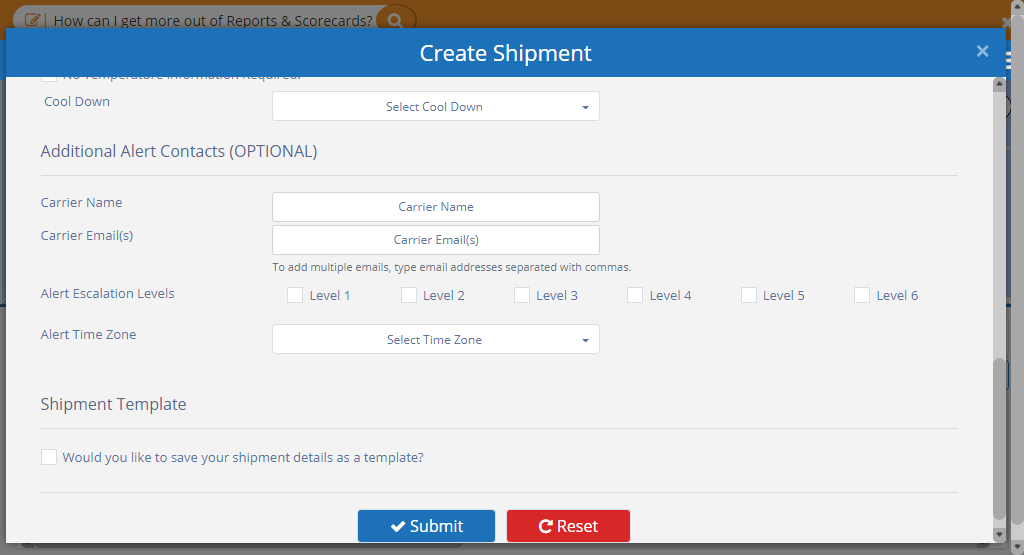 How can I get more out of Reports & Scorecards?
Create Shipment ×
No Temperature Information Required.
Cool Down Select Cool Down
Additional Alert Contacts (OPTIONAL)
Carrier Name Carrier Name
Carrier Email(s) Carrier Email(s)
To add multiple emails, type email addresses separated with commas.
Alert Escalation Levels Level 1 Level 2 Level 3 Level 4 Level 5 Level 6
Alert Time Zone Select Time Zone
Shipment Template
Would you like to save your shipment details as a template?
Submit Reset